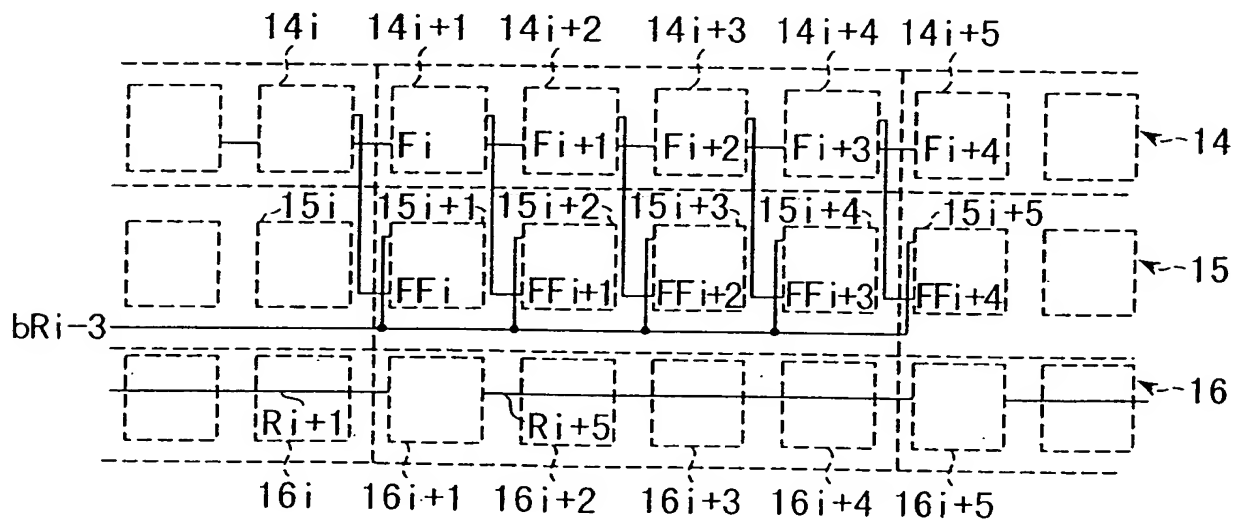 14i 14i+1 14i+2 14i+3 14i+4 14i+5
Fi Fi+1 Fi+2 Fi+3 Fi+4 14
15i 15i+1 15i+2 15i+3 15i+4 15i+5
15
FFi FFi+1 FFi+2 FFi+3 FFi+4
bRi-3
16
Ri+1 Ri+5
16i 16i+1 16i+2 16i+3 16i+4 16i+5